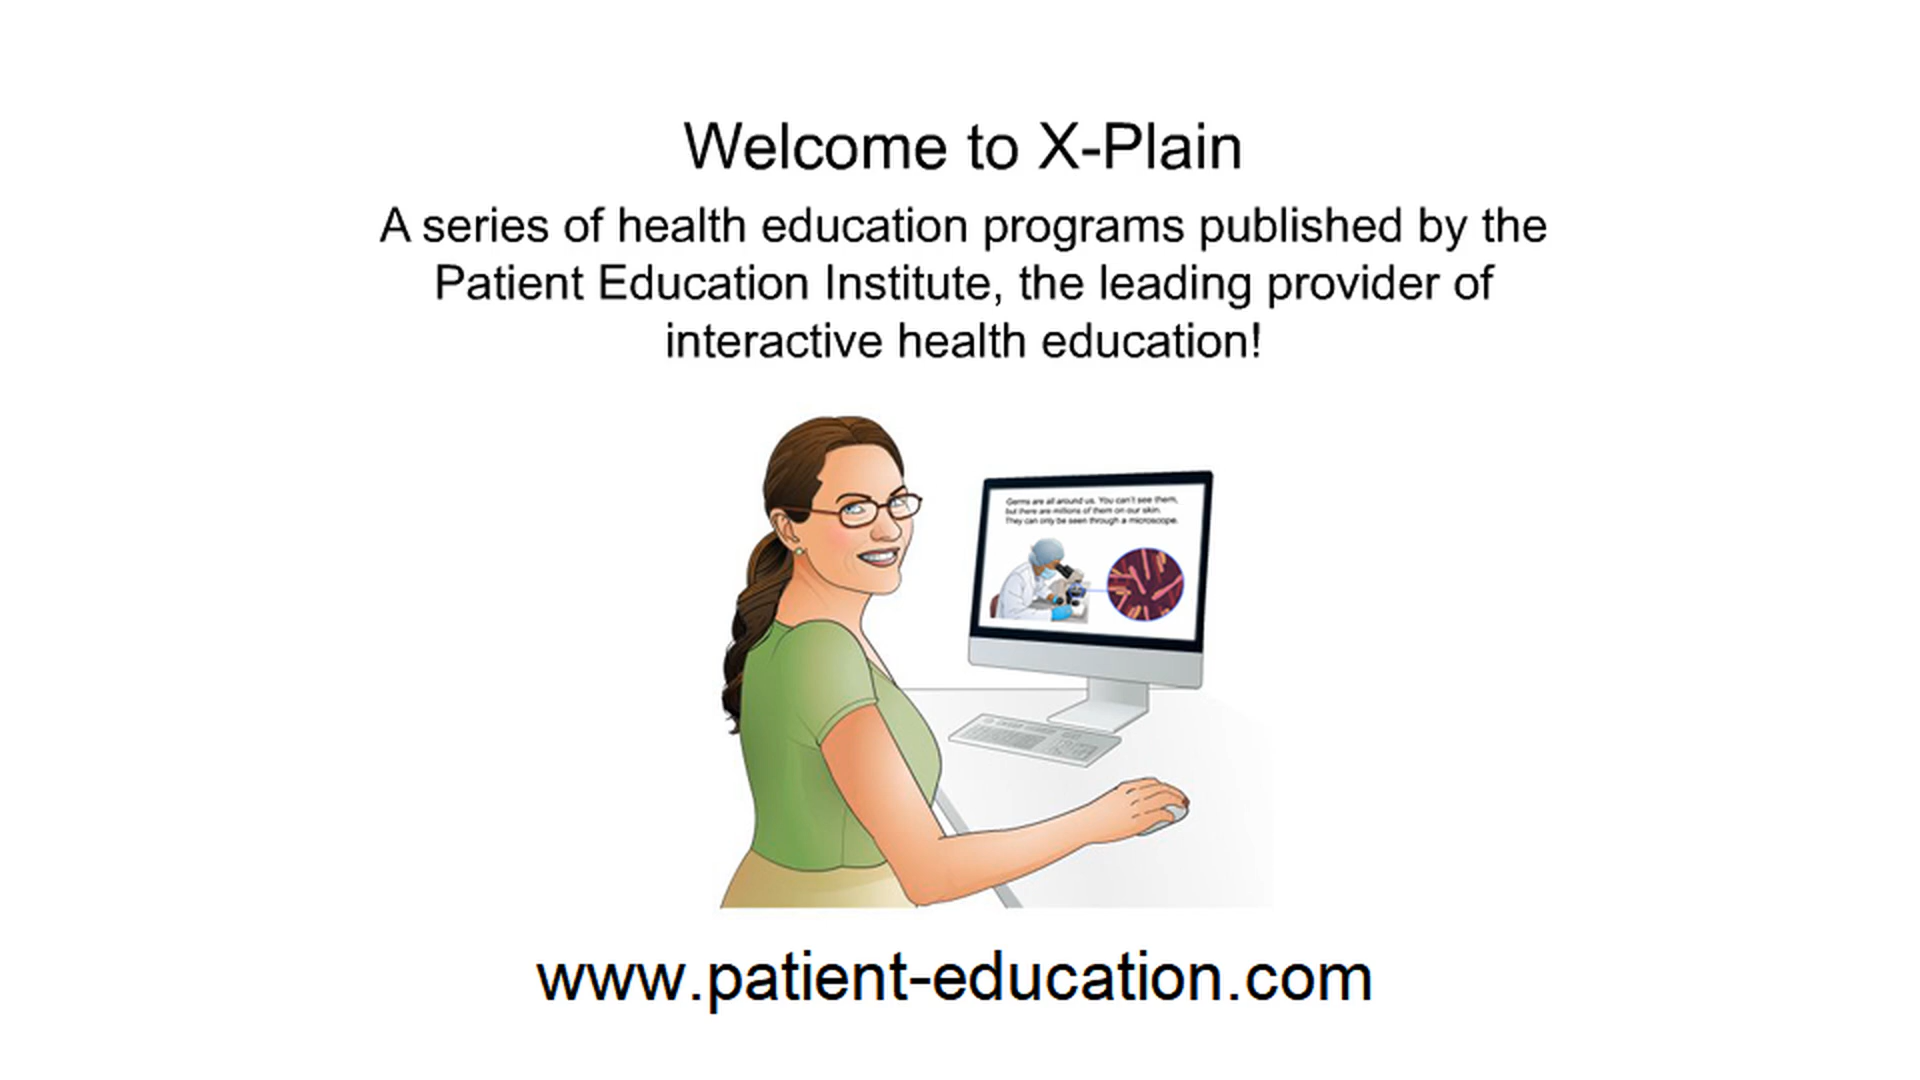 Welcome to X-Plain
A series of health education programs published by the
Patient Education Institute, the leading provider of
interactive health education!
Germs are all around us. You can't see them,
but there are millions of them on our skin.
They can only be seen through a microscope.
www.patient-education.com